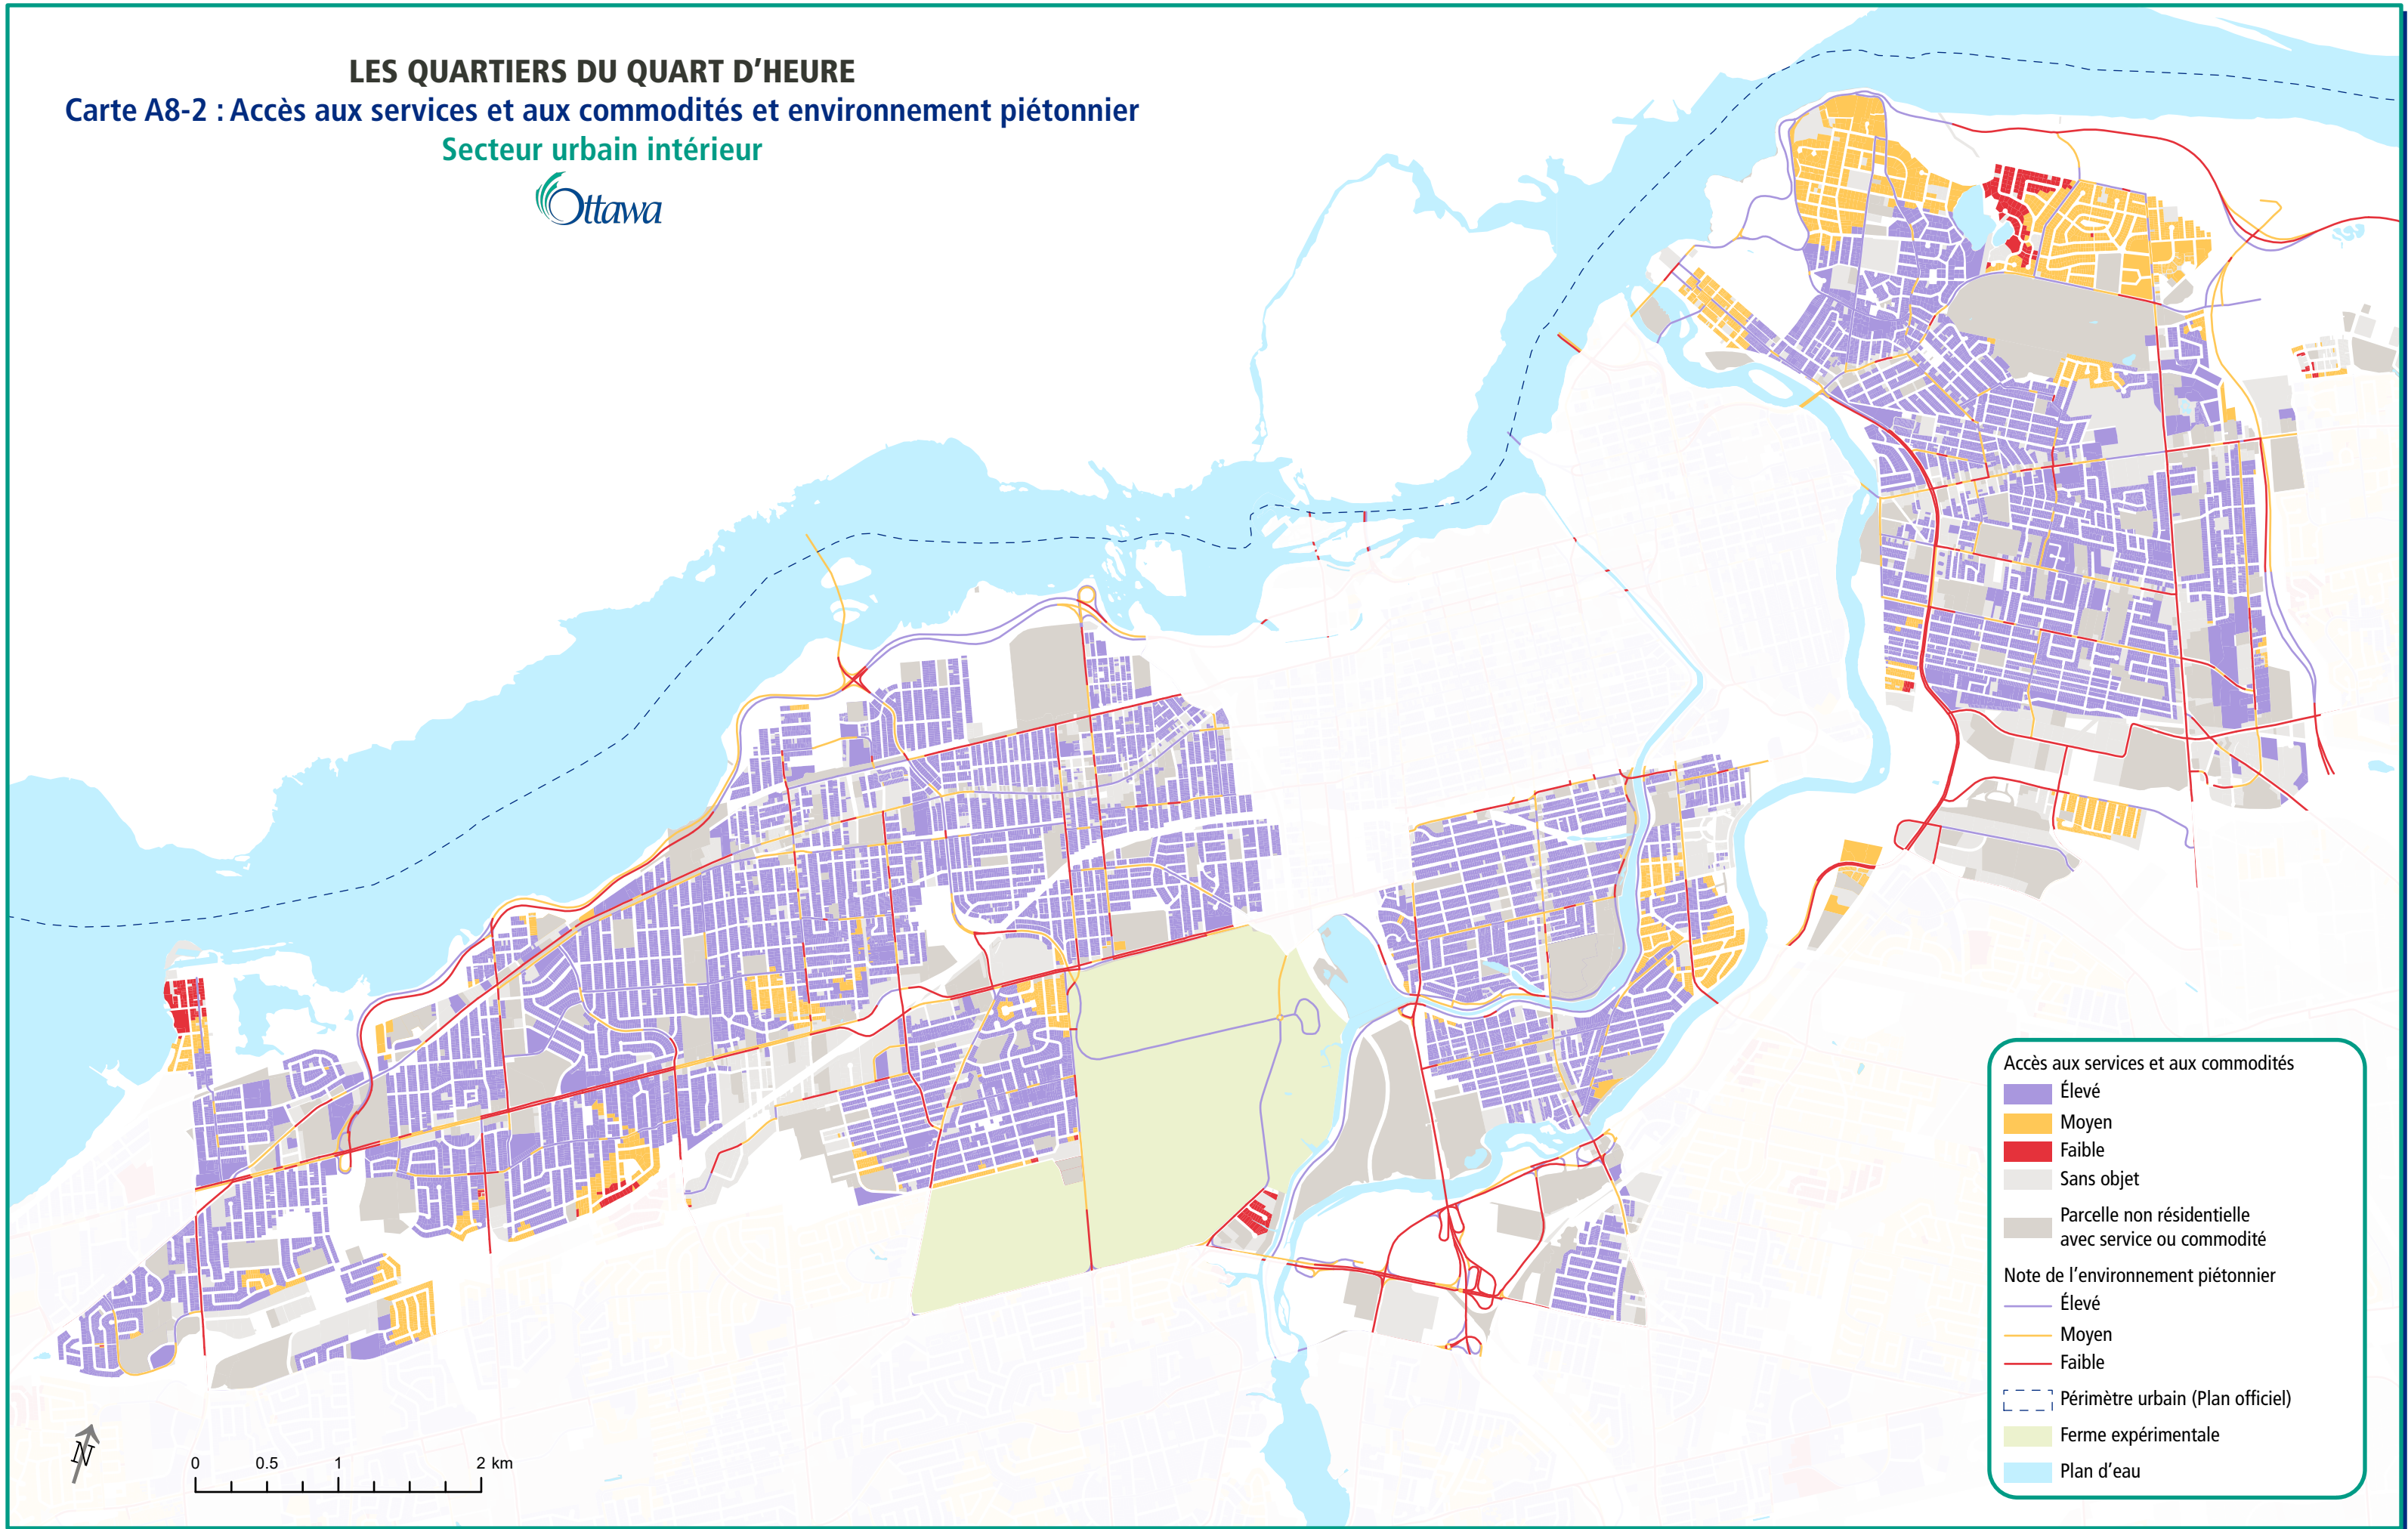 LES QUARTIERS DU QUART D’HEURE
Carte A8-2 : Accès aux services et aux commodités et environnement piétonnier
Secteur urbain intérieur
Ottawa
Accès aux services et aux commodités
Élevé
Moyen
Faible
Sans objet
Parcelle non résidentielle
avec service ou commodité
Note de l’environnement piétonnier
Élevé
Moyen
Faible
Périmètre urbain (Plan officiel)
Ferme expérimentale
Plan d’eau
N
0 0.5 1 2 km